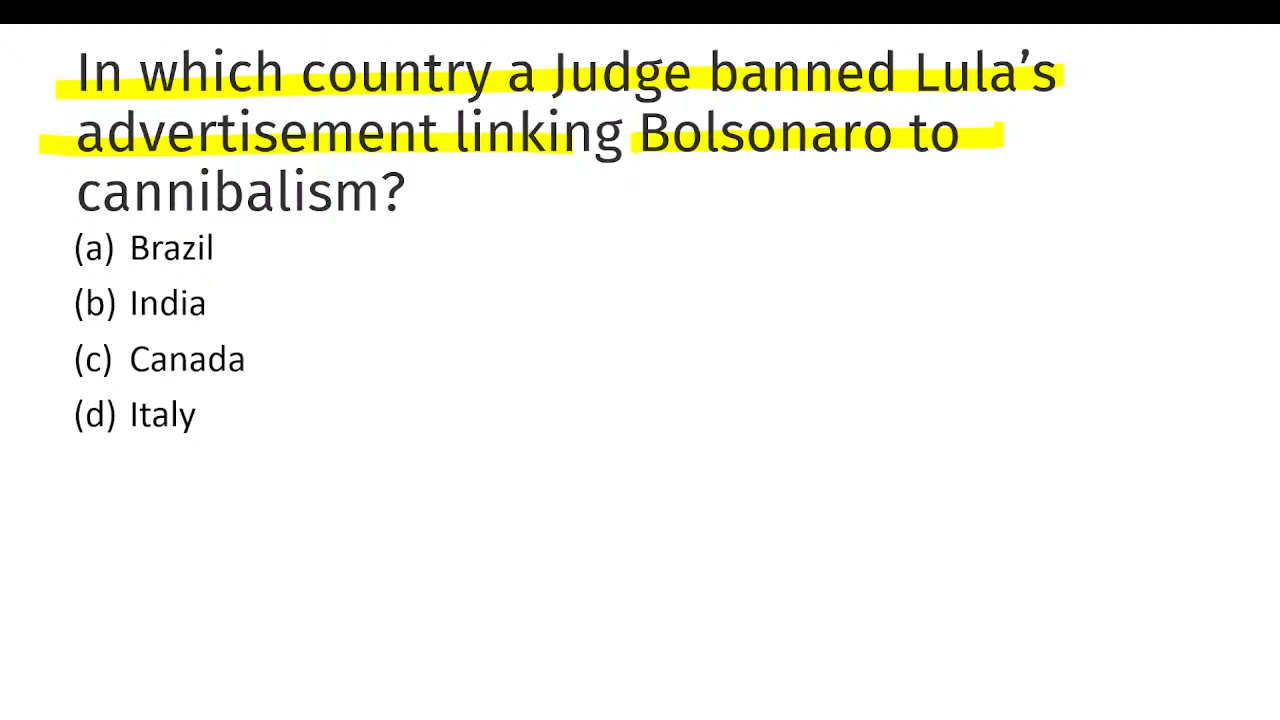 In which country a Judge banned Lula’s
advertisement linking Bolsonaro to
cannibalism?
(a) Brazil
(b) India
(c) Canada
(d) Italy